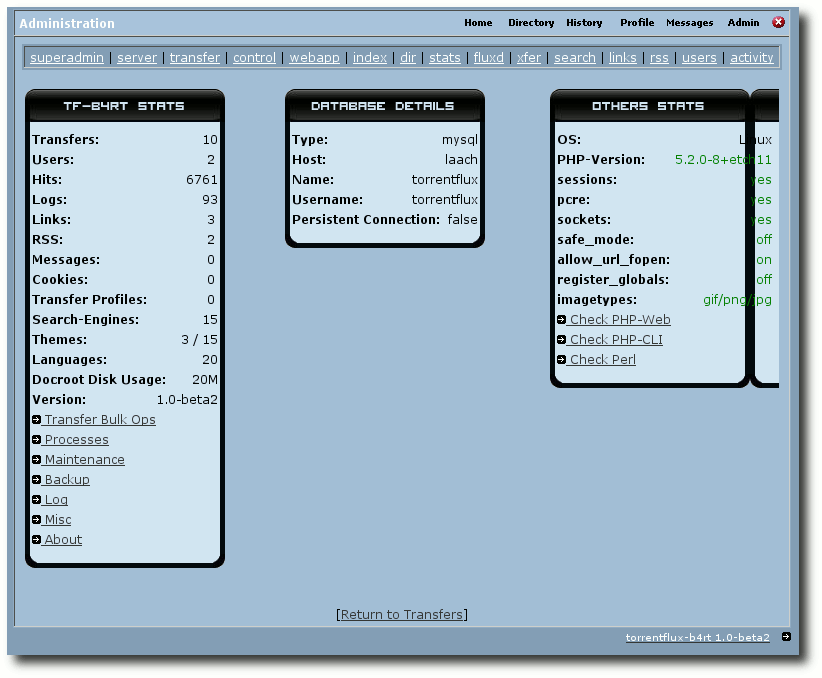 Administration
Home Directory History Profile Messages Admin
superadmin | server | transfer | control | webapp | index | dir | stats | fluxd | xfer | search | links | rss | users | activity
TF-B4RT STATS
Transfers: 10
Users: 2
Hits: 6761
Logs: 93
Links: 3
RSS: 2
Messages: 0
Cookies: 0
Transfer Profiles: 0
Search-Engines: 15
Themes: 3 / 15
Languages: 20
Docroot Disk Usage: 20M
Version: 1.0-beta2
Transfer Bulk Ops
Processes
Maintenance
Backup
Log
Misc
About
DATABASE DETAILS
Type: mysql
Host: laach
Name: torrentflux
Username: torrentflux
Persistent Connection: false
OTHERS STATS
OS: Linux
PHP-Version: 5.2.0-8+etch11
sessions: yes
pcre: yes
sockets: yes
safe_mode: off
allow_url_fopen: on
register_globals: off
imagetypes: gif/png/jpg
Check PHP-Web
Check PHP-CLI
Check Perl
[Return to Transfers]
torrentflux-b4rt 1.0-beta2